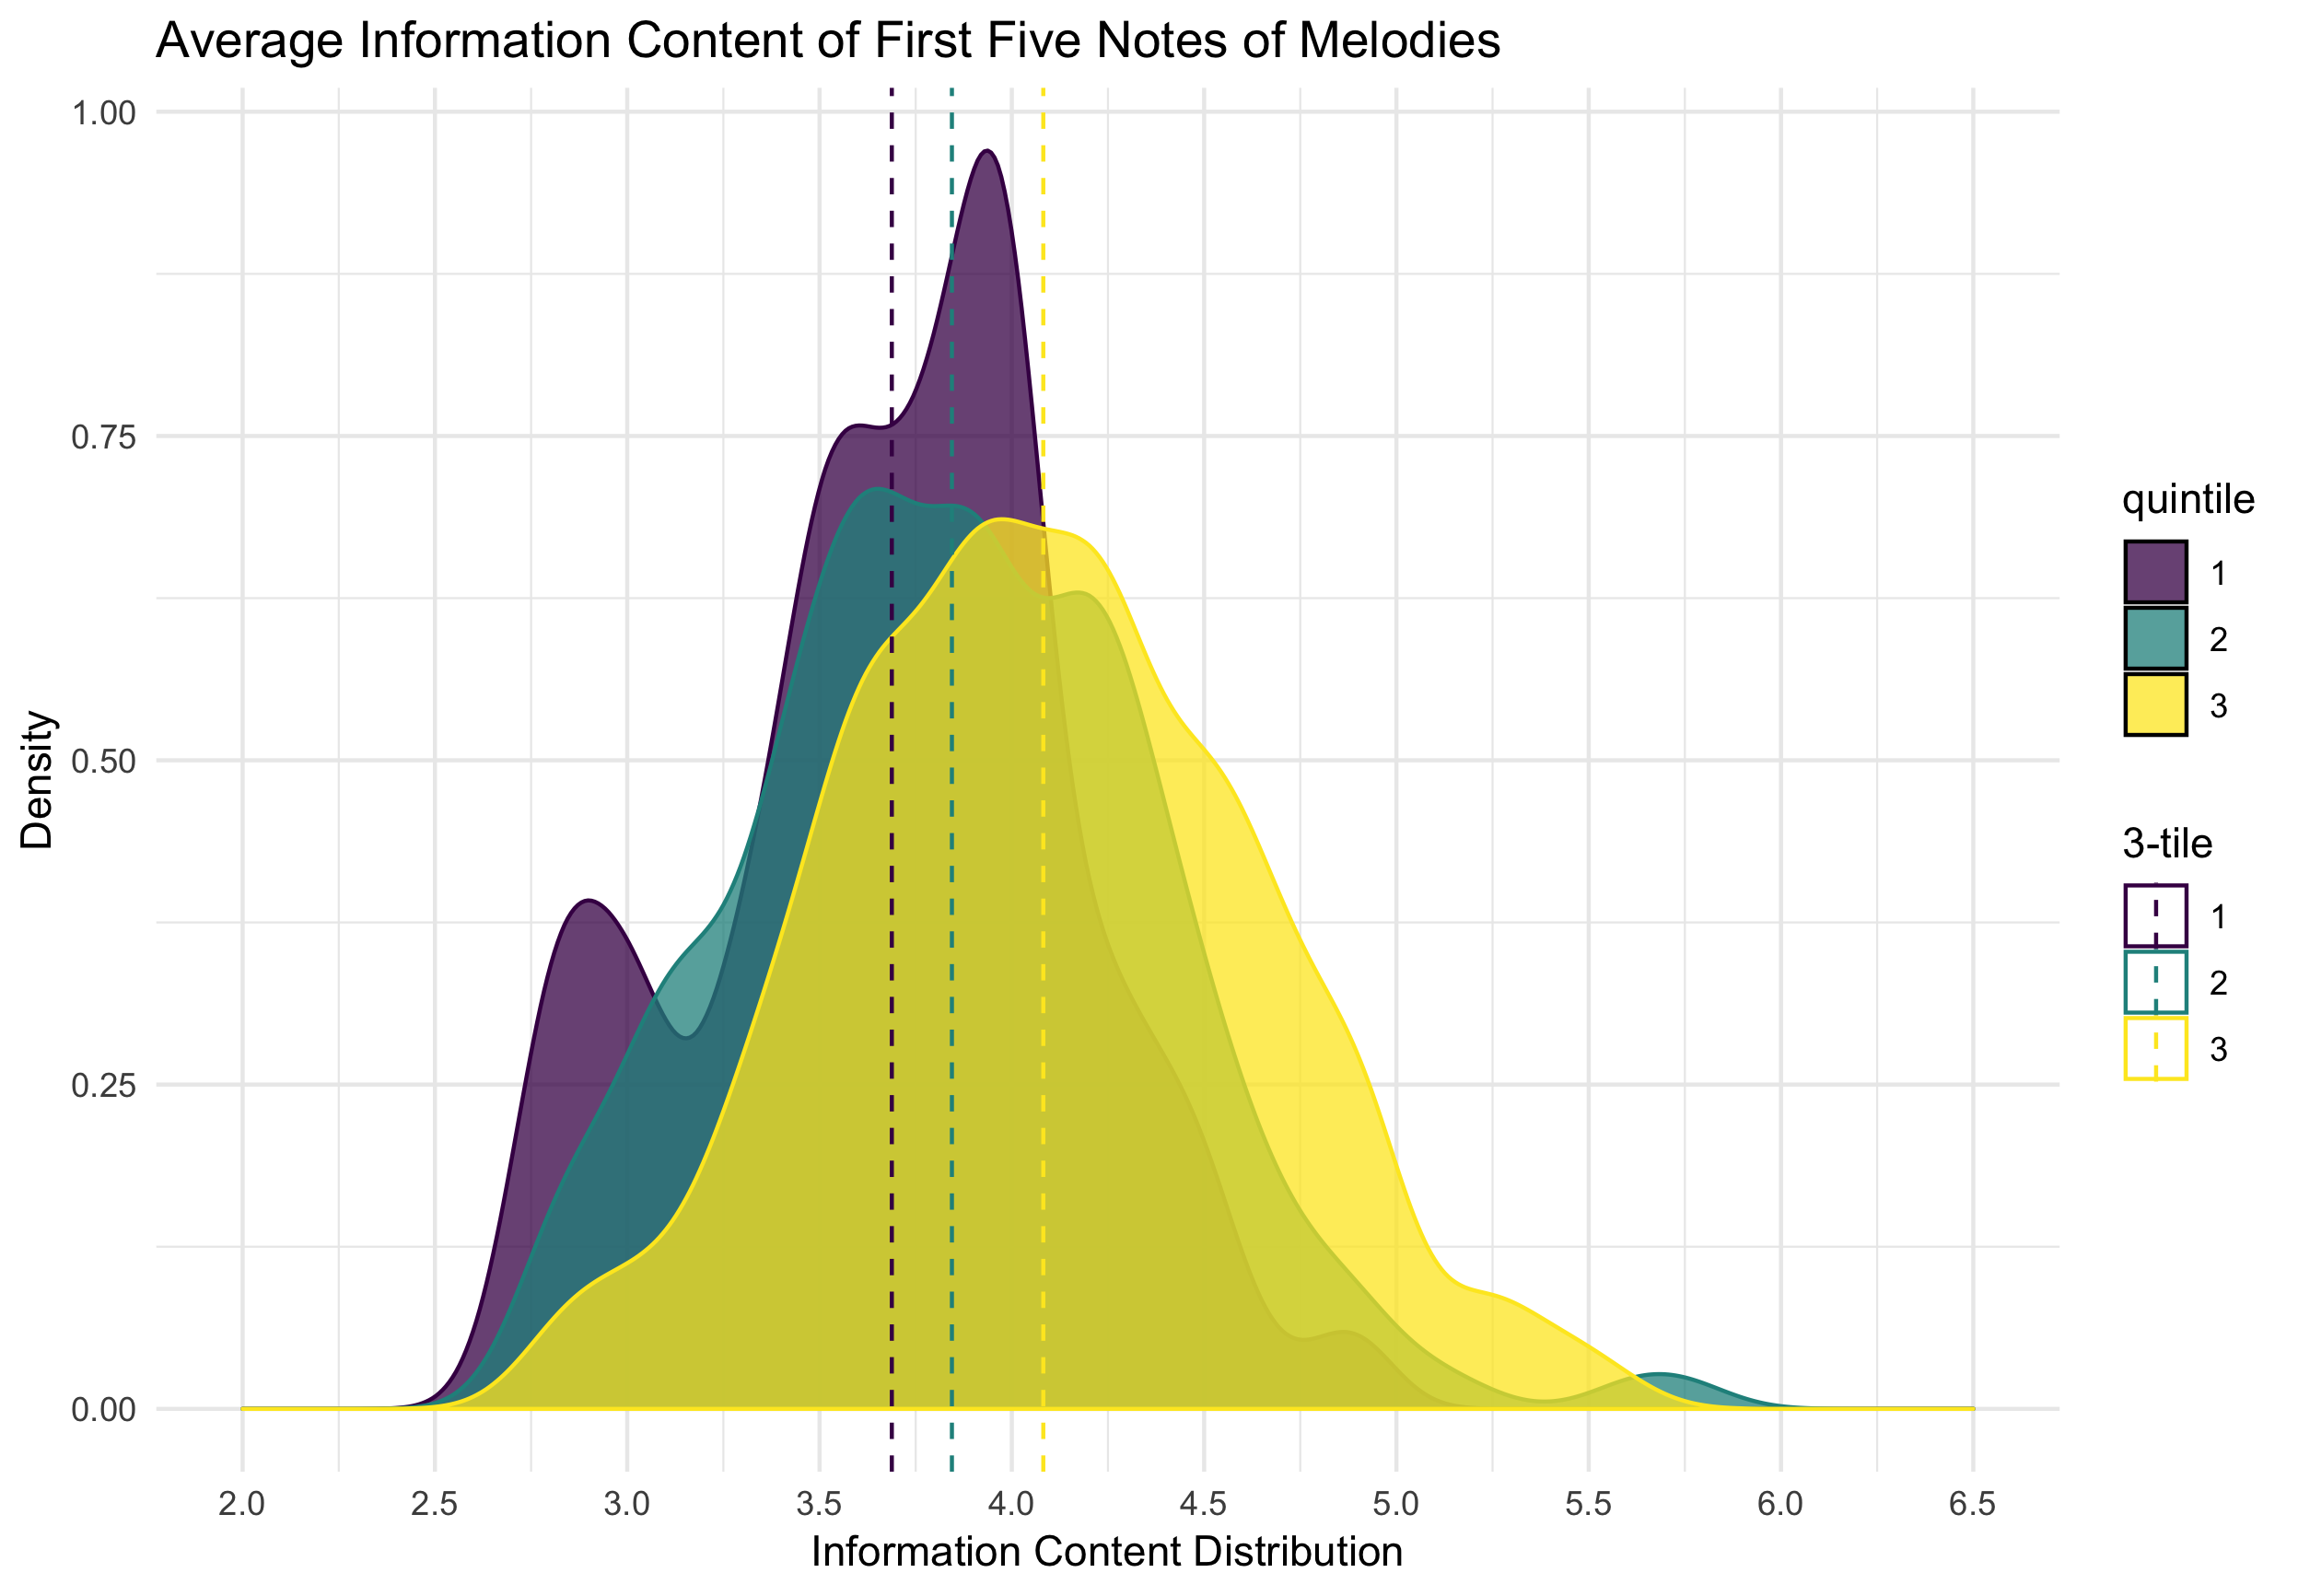 Average Information Content of First Five Notes of Melodies
1.00
0.75
0.50
0.25
0.00
Density
2.0 2.5 3.0 3.5 4.0 4.5 5.0 5.5 6.0 6.5
Information Content Distribution
quintile
1
2
3
3-tile
1
2
3